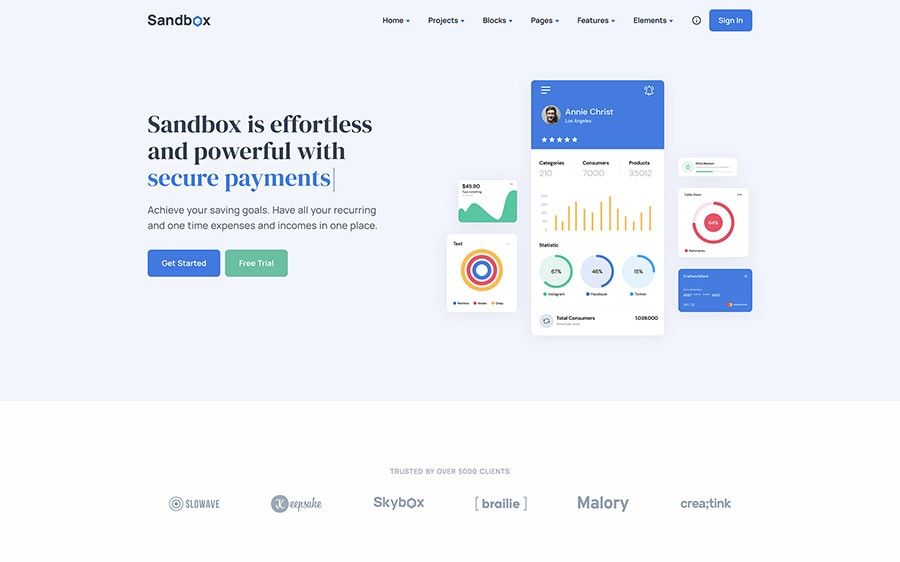 Sandbox
Home
Projects
Blocks
Pages
Features
Elements
Sign In
Sandbox is effortless
and powerful with
secure payments
Achieve your saving goals. Have all your recurring
and one time expenses and incomes in one place.
Get Started
Free Trial
$45.90
Text
Annie Christ
Los Angeles
Categories
Consumers
Products
210
7000
35012
Statistic
67%
46%
15%
Instagram
Facebook
Twitter
Total Consumers
1.039.000
64%
TRUSTED BY OVER 5000 CLIENTS
SLOWAVE
Keepsake
Skybox
[ brailie ]
Malory
crea;tink